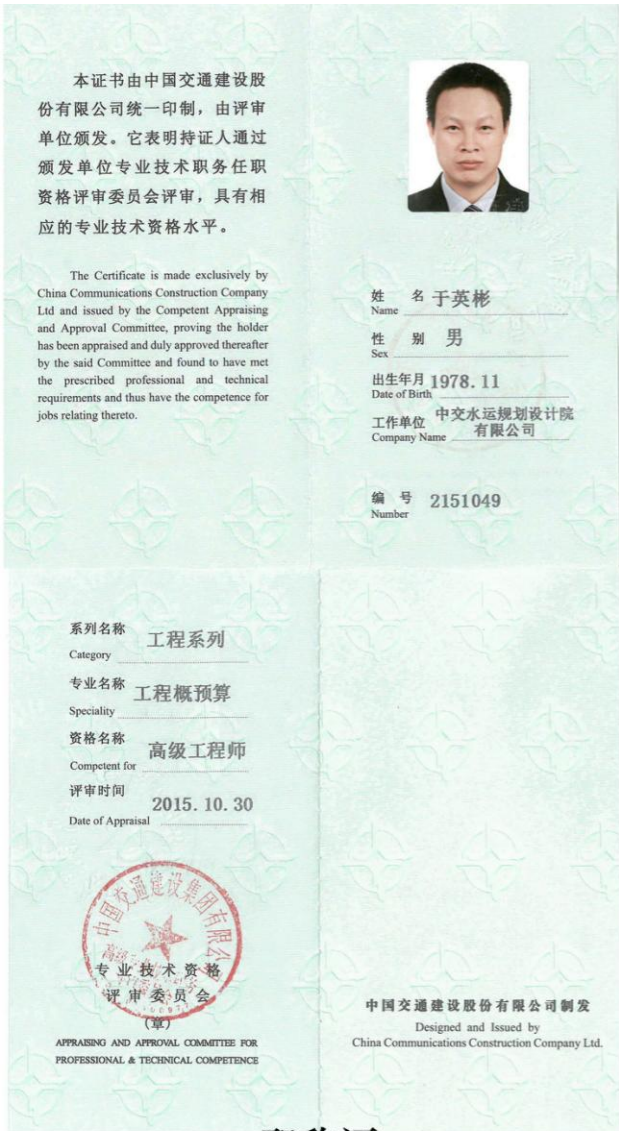 本证书由中国交通建设股
份有限公司统一印制，由评审
单位颁发。它表明持证人通过
颁发单位专业技术职务任职
资格评审委员会评审，具有相
应的专业技术资格水平。
The Certificate is made exclusively by
China Communications Construction Company
Ltd and issued by the Competent Appraising
and Approval Committee, proving the holder
has been appraised and duly approved thereafter
by the said Committee and found to have met
the prescribed professional and technical
requirements and thus have the competence for
jobs relating thereto.
姓 名 于英彬
Name
性 别 男
Sex
出生年月 1978.11
Date of Birth
工作单位 中交水运规划设计院
Company Name 有限公司
编 号 2151049
Number
系列名称 工程系列
Category
专业名称 工程概预算
Speciality
资格名称 高级工程师
Competent for
评审时间 2015.10.30
Date of Appraisal
中国交通建设集团有限公司
专业技术资格
评审委员会
(章)
APPRAISING AND APPROVAL COMMITTEE FOR
PROFESSIONAL & TECHNICAL COMPETENCE
中国交通建设股份有限公司制发
Designed and Issued by
China Communications Construction Company Ltd.